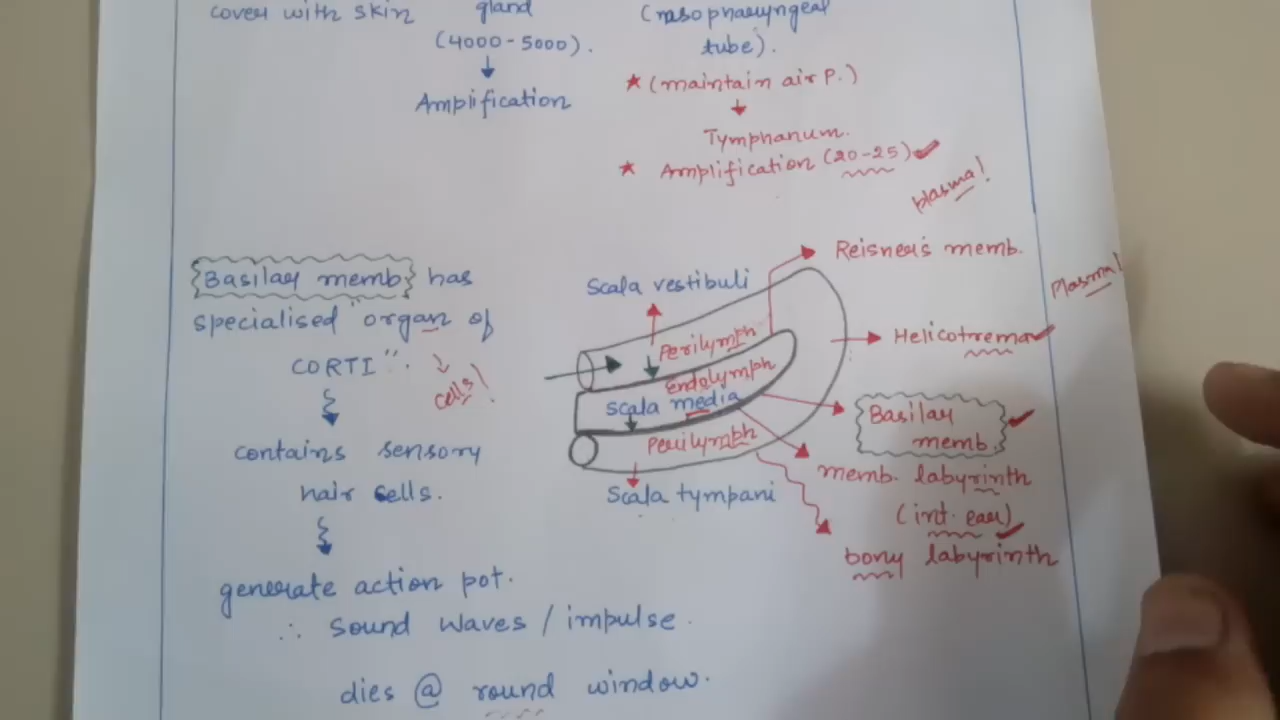 cover with skin
gland
(4000-5000).
Amplification
(nasopharyngeal
tube).
★ (maintain air P.)
Tymphanum.
★ Amplification (20-25)
plasma!
Plasma!
Basilay memb has
specialised "organ of
CORTI".
cells!
contains sensory
hair cells.
generate action pot.
∴ Sound waves / impulse.
dies @ round window.
Scala vestibuli
Reisner's memb.
Perilymph
Helicotrema
Endolymph
Scala media
Basilay
memb.
Perilymph
memb. labyrinth
(int. ear)
Scala tympani
bony labyrinth